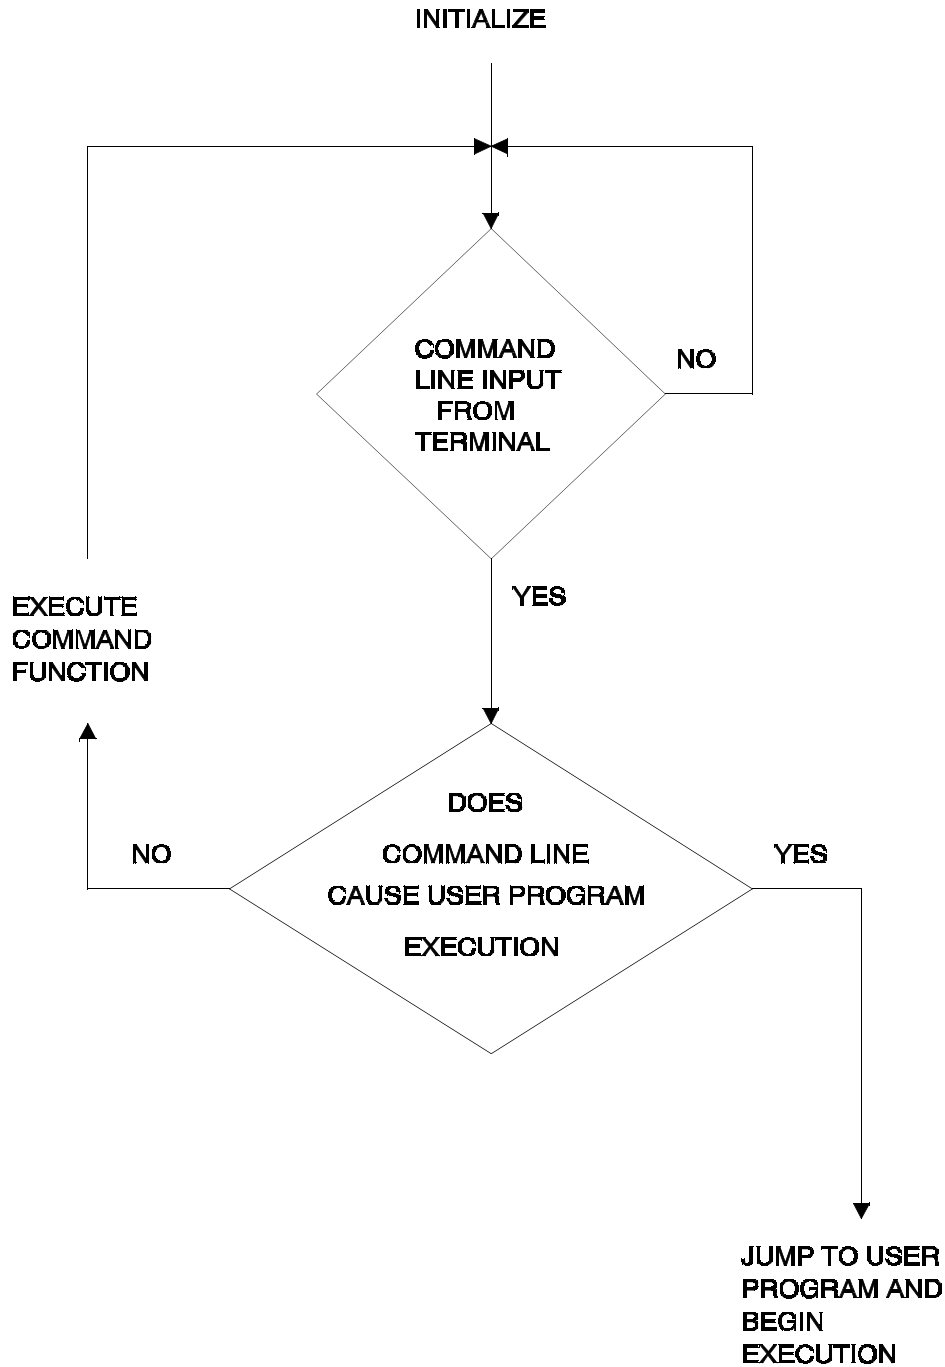 INITIALIZE
COMMAND
LINE INPUT
FROM
TERMINAL
NO
YES
EXECUTE
COMMAND
FUNCTION
DOES
COMMAND LINE
CAUSE USER PROGRAM
EXECUTION
NO
YES
JUMP TO USER
PROGRAM AND
BEGIN
EXECUTION